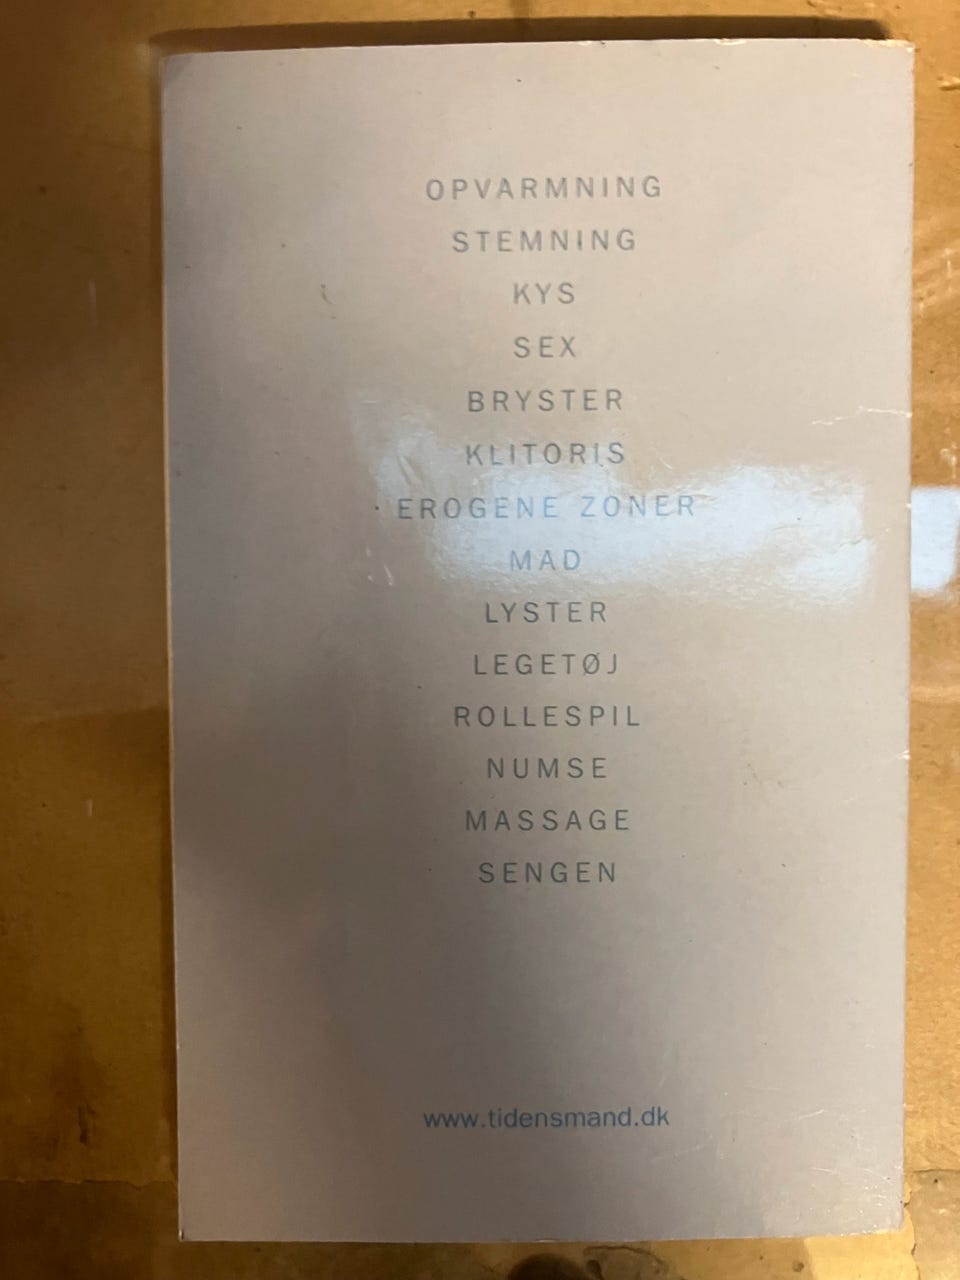 OPVARMNING
STEMNING
KYS
SEX
BRYSTER
KLITORIS
EROGENE ZONER
MAD
LYSTER
LEGETØJ
ROLLESPIL
NUMSE
MASSAGE
SENGEN
www.tidensmand.dk